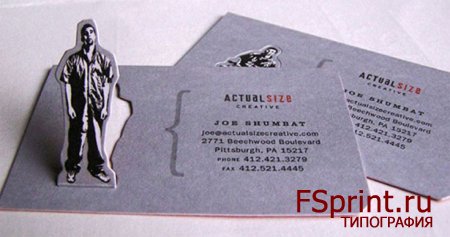 ACTUALSIZE
CREATIVE
JOE SHUMBAT
joe@actualsizecreative.com
2771 Beechwood Boulevard
Pittsburgh, PA 15217
PHONE 412.421.3279
FAX 412.521.4445
ACTUALSIZE
CREATIVE
JOE SHUMBAT
joe@actualsizecreative.com
2771 Beechwood Boulevard
Pittsburgh, PA 15217
PHONE 412.421.3279
FAX 412.521.4445
FSprint.ru
ТИПОГРАФИЯ